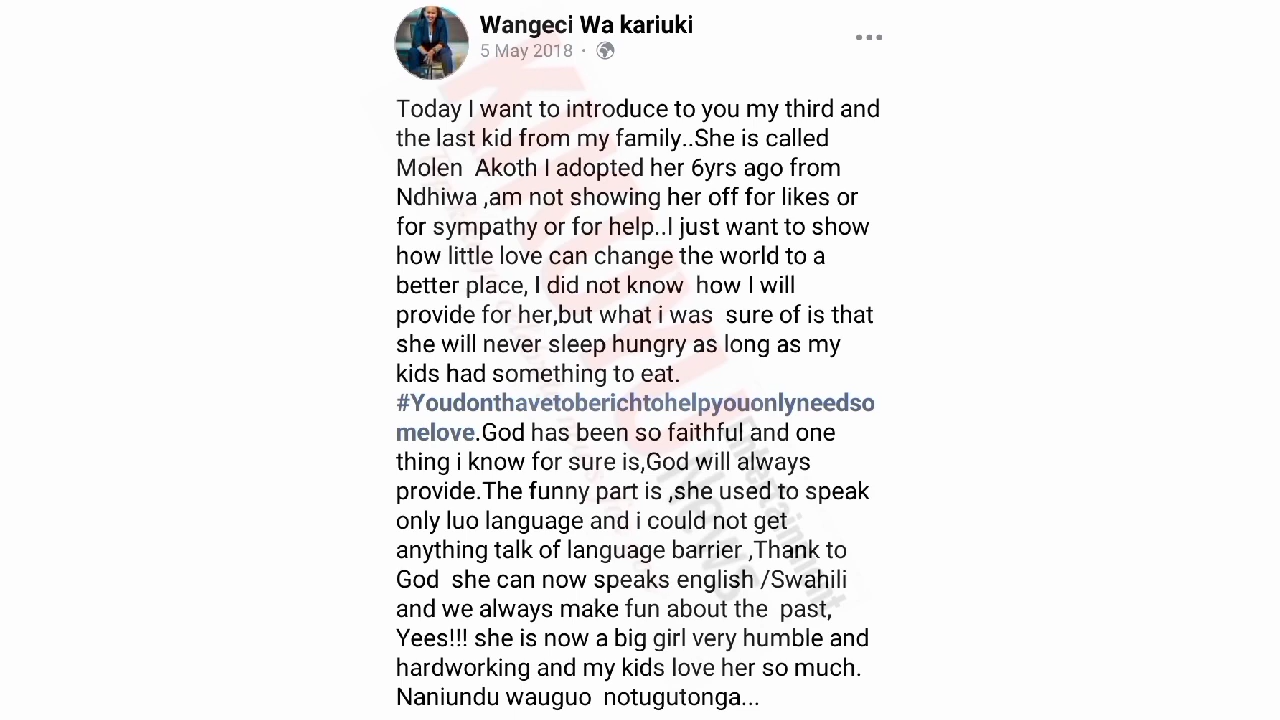 Wangeci Wa kariuki
5 May 2018 ·
Today I want to introduce to you my third and
the last kid from my family..She is called
Molen Akoth I adopted her 6yrs ago from
Ndhiwa ,am not showing her off for likes or
for sympathy or for help..I just want to show
how little love can change the world to a
better place, I did not know how I will
provide for her,but what i was sure of is that
she will never sleep hungry as long as my
kids had something to eat.
#Youdonthavetoberichtohelpyouonlyneedso
melove.God has been so faithful and one
thing i know for sure is,God will always
provide.The funny part is ,she used to speak
only luo language and i could not get
anything talk of language barrier ,Thank to
God she can now speaks english /Swahili
and we always make fun about the past,
Yees!!! she is now a big girl very humble and
hardworking and my kids love her so much.
Naniundu wauguo notugutonga...
Entertainment
News